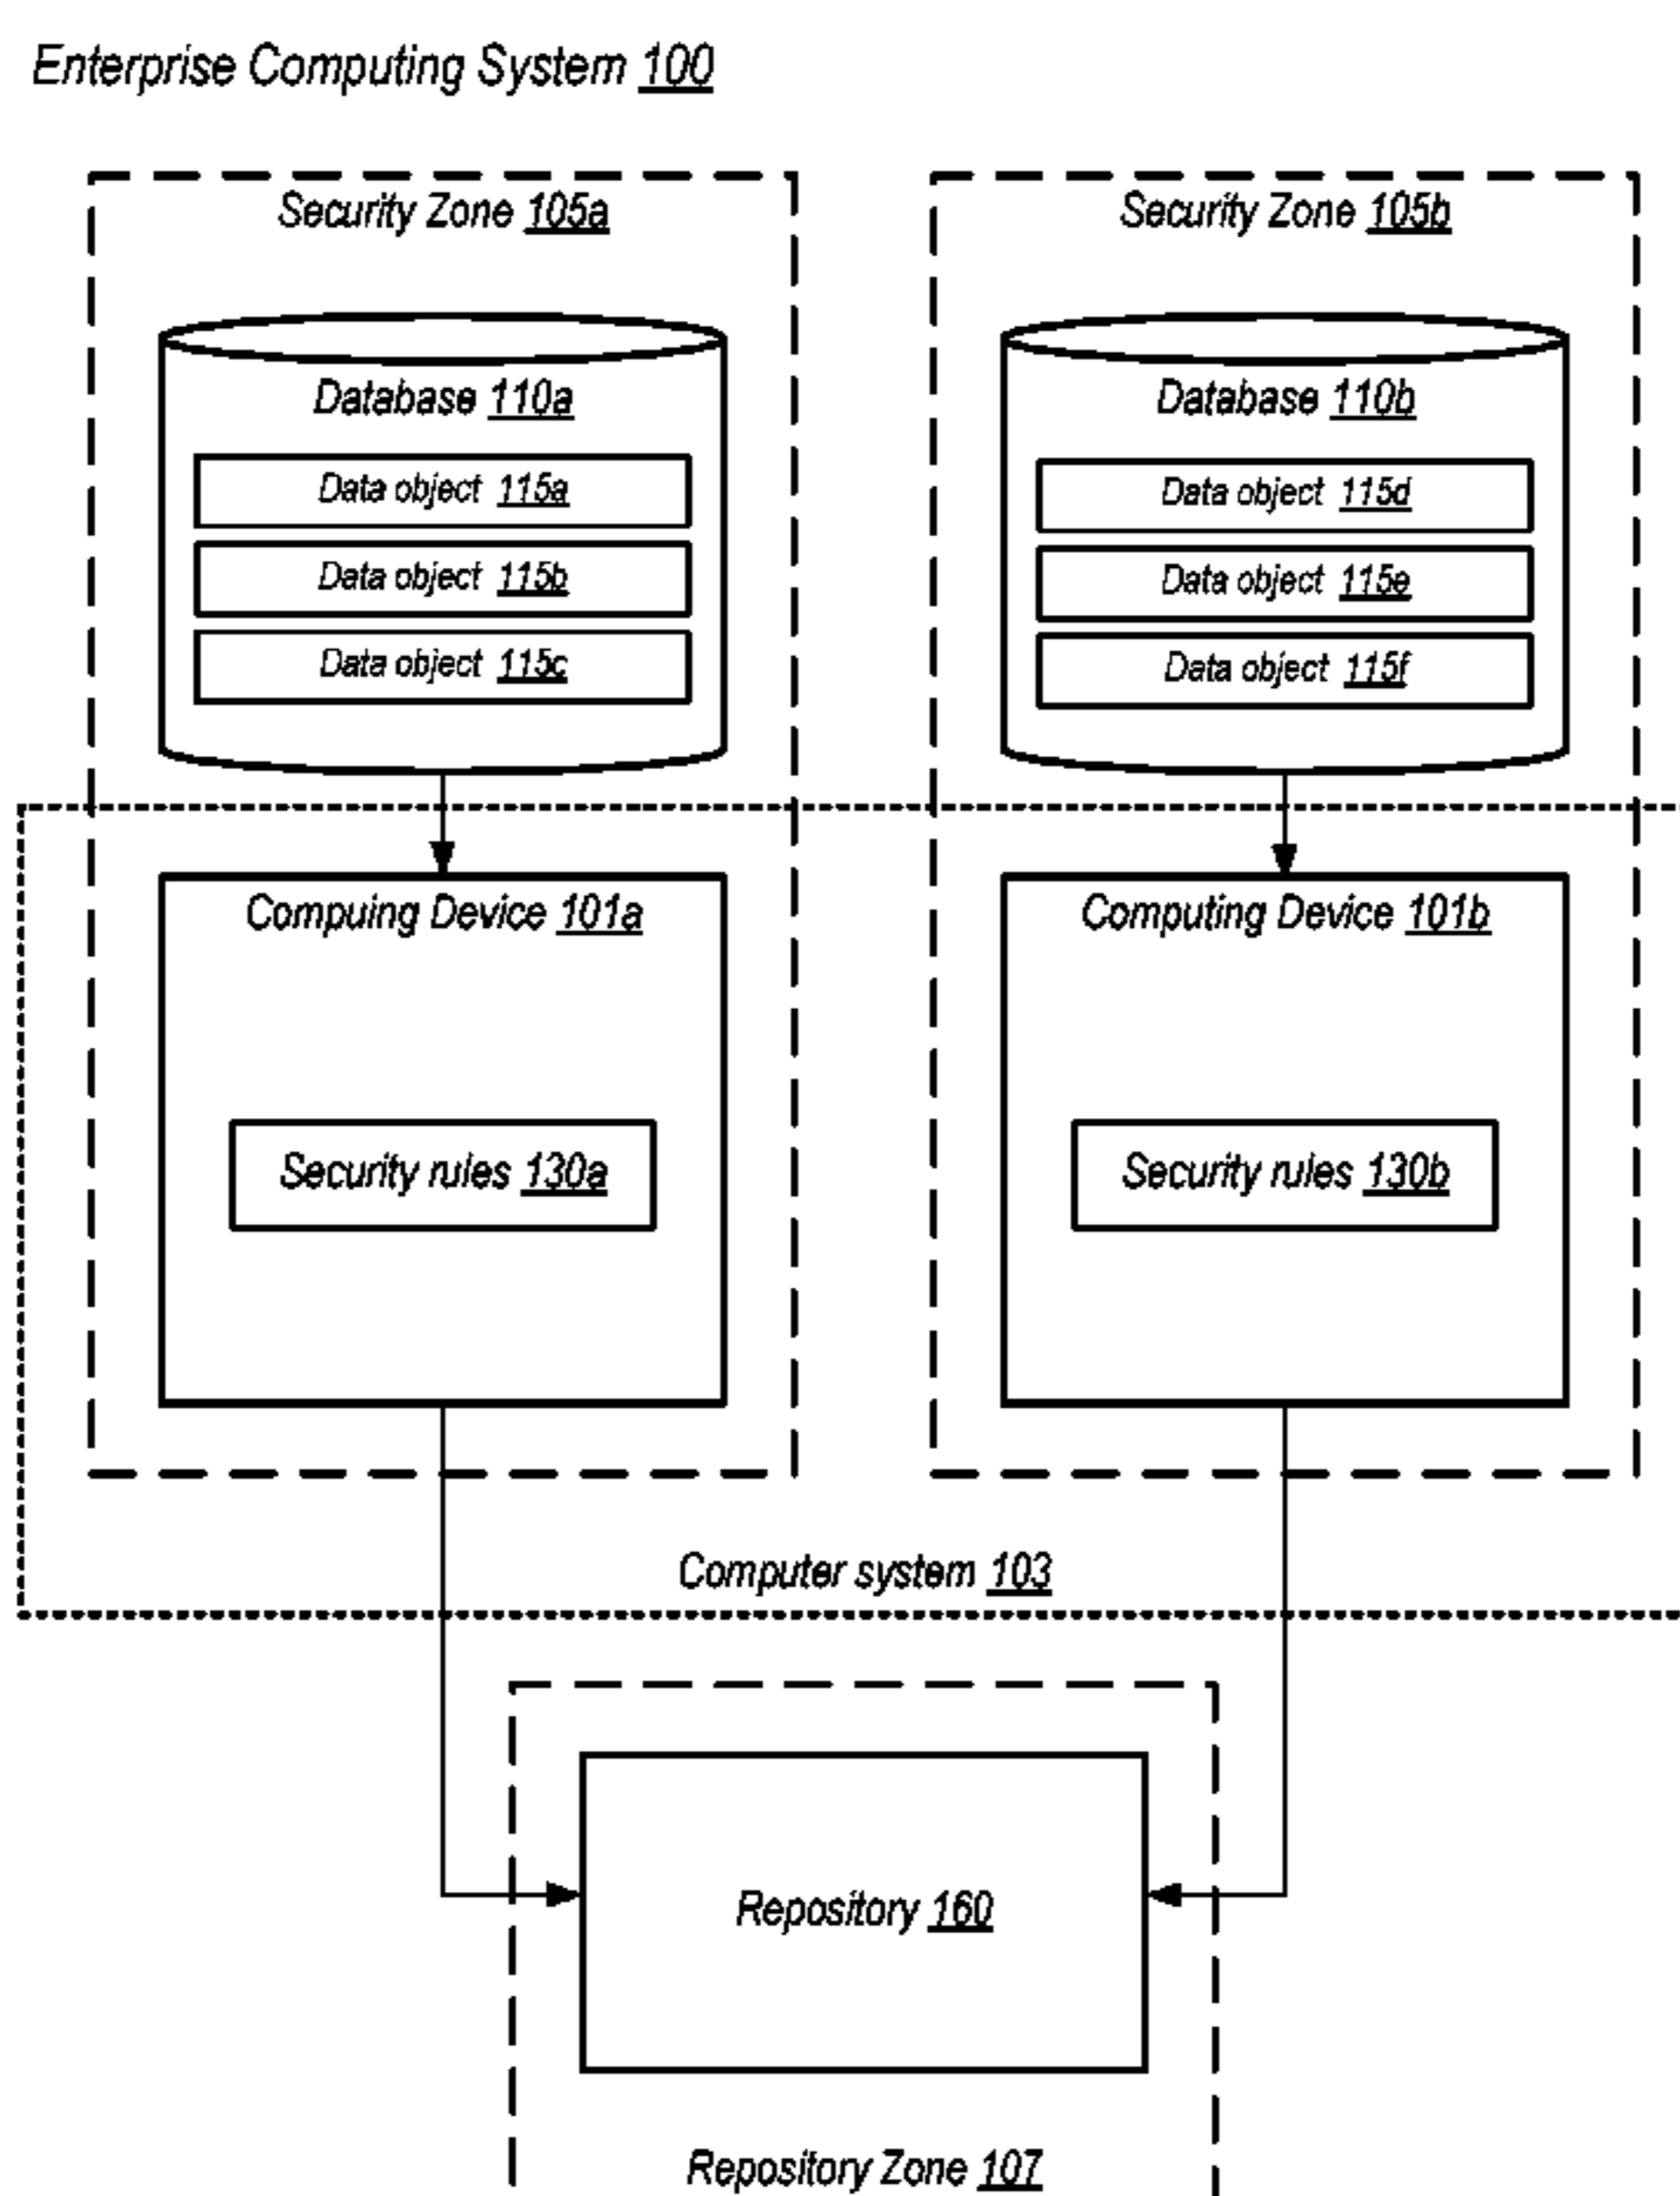 Enterprise Computing System 100
Security Zone 105a
Database 110a
Data object 115a
Data object 115b
Data object 115c
Compuing Device 101a
Security rules 130a
Security Zone 105b
Database 110b
Data object 115d
Data object 115e
Data object 115f
Computing Device 101b
Security rules 130b
Computer system 103
Repository 160
Repository Zone 107